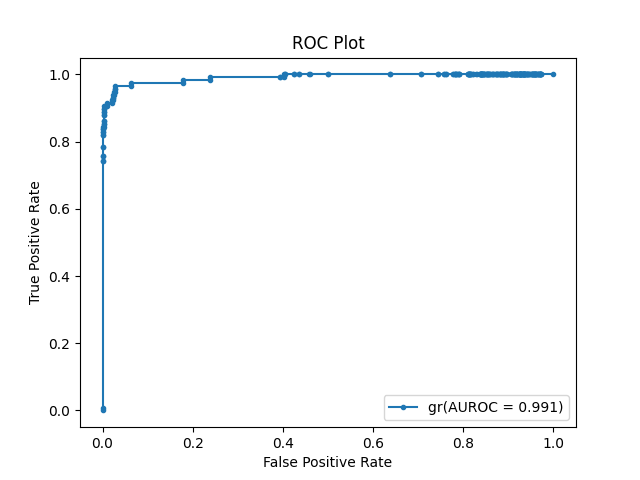 ROC Plot
True Positive Rate
1.0
0.8
0.6
0.4
0.2
0.0
gr(AUROC = 0.991)
0.0 0.2 0.4 0.6 0.8 1.0
False Positive Rate